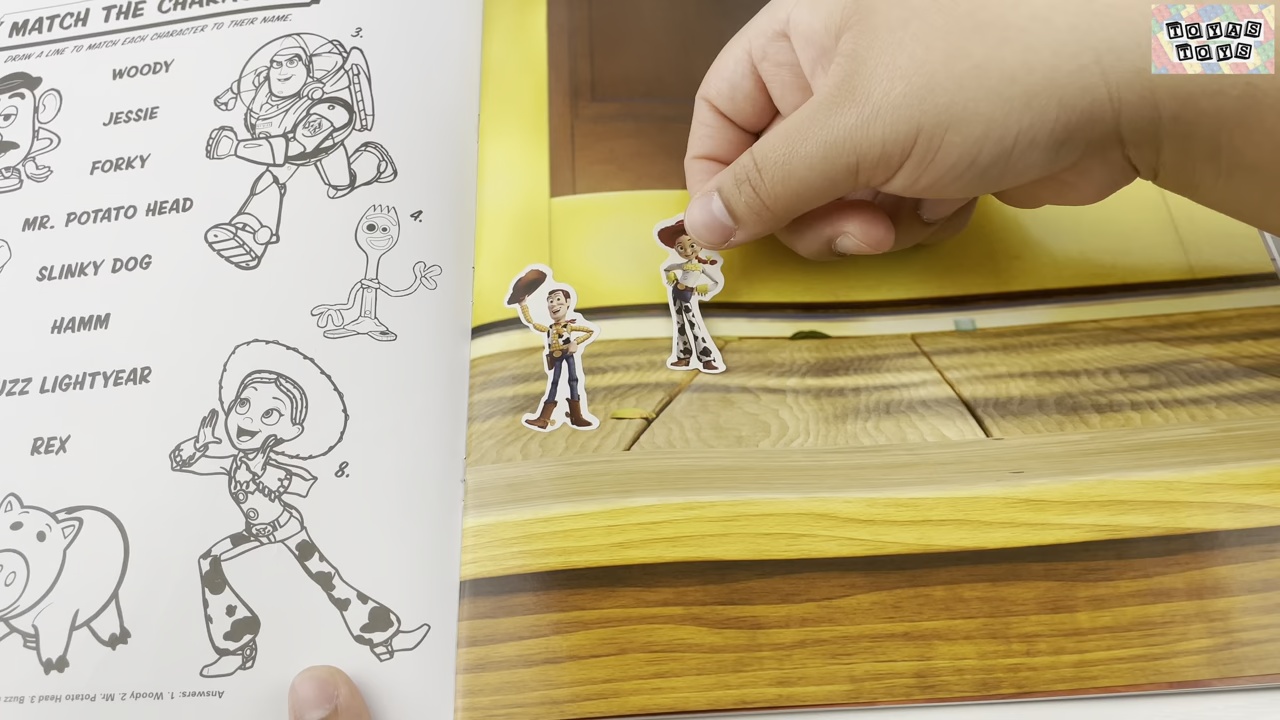 MATCH THE CHARAC
DRAW A LINE TO MATCH EACH CHARACTER TO THEIR NAME.
3.
WOODY
JESSIE
FORKY
4.
MR. POTATO HEAD
SLINKY DOG
HAMM
UZZ LIGHTYEAR
REX
8.
Answers: 1. Woody 2. Mr. Potato Head 3. Buzz
TOYAS
TOYS